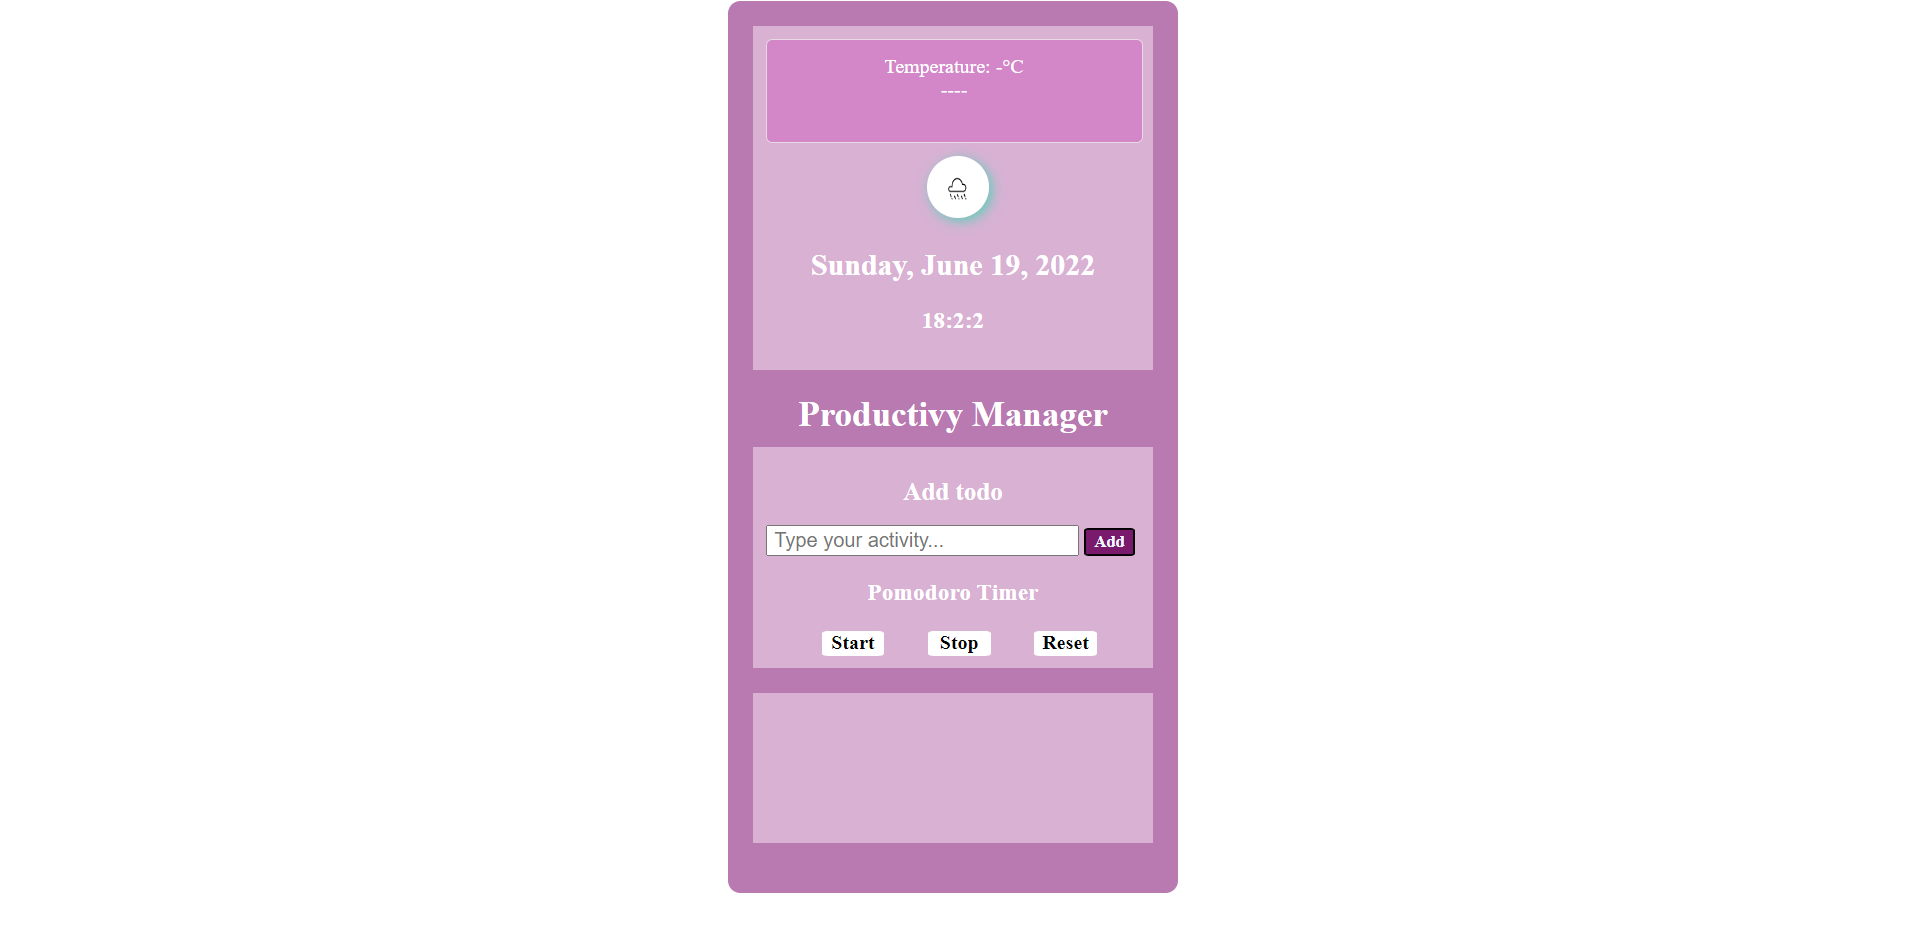 Temperature: -°C
----
Sunday, June 19, 2022
18:2:2
Productivy Manager
Add todo
Type your activity... Add
Pomodoro Timer
Start Stop Reset